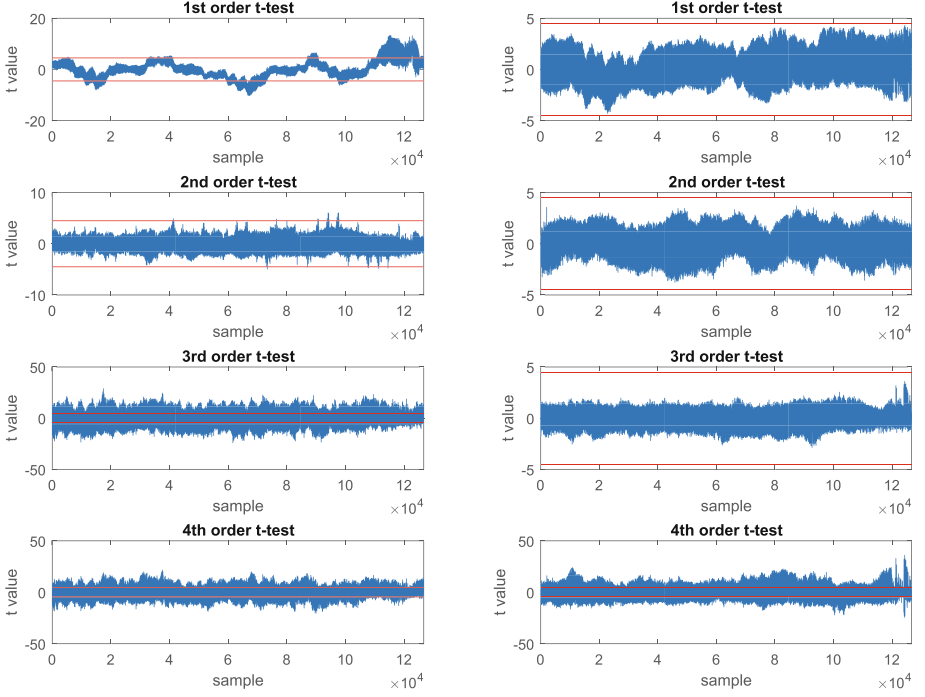 1st order t-test
20
0
-20
t value
0 2 4 6 8 10 12
sample
×10^4
1st order t-test
5
0
-5
t value
0 2 4 6 8 10 12
sample
×10^4
2nd order t-test
10
0
-10
t value
0 2 4 6 8 10 12
sample
×10^4
2nd order t-test
5
0
-5
t value
0 2 4 6 8 10 12
sample
×10^4
3rd order t-test
50
0
-50
t value
0 2 4 6 8 10 12
sample
×10^4
3rd order t-test
5
0
-5
t value
0 2 4 6 8 10 12
sample
×10^4
4th order t-test
50
0
-50
t value
0 2 4 6 8 10 12
sample
×10^4
4th order t-test
50
0
-50
t value
0 2 4 6 8 10 12
sample
×10^4